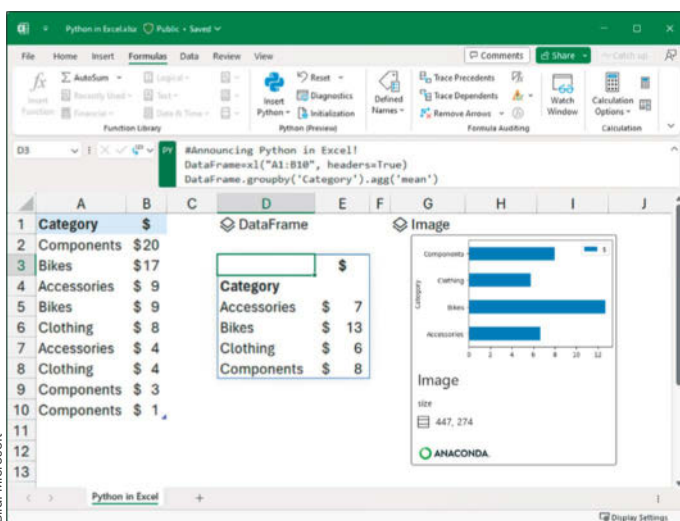 Python in Excel.xlsx Public • Saved
File Home Insert Formulas Data Review View Comments Share Catch up
AutoSum Logical Reset Trace Precedents
Insert Function Recently Used Text Insert Python Diagnostics Defined Names Trace Dependents Watch Window Calculation Options
Financial Date & Time Initialization Remove Arrows
Function Library Python (Preview) Formula Auditing Calculation
D3 PY #Announcing Python in Excel!
DataFrame=xl("A1:B10", headers=True)
DataFrame.groupby('Category').agg('mean')
A B C D E F G H I J
1 Category $ DataFrame Image
2 Components $20
3 Bikes $17 $
4 Accessories $ 9 Category
5 Bikes $ 9 Accessories $ 7
6 Clothing $ 8 Bikes $ 13
7 Accessories $ 4 Clothing $ 6
8 Clothing $ 4 Components $ 8
9 Components $ 3
10 Components $ 1
11
12
13
Components
Clothing
Bikes
Accessories
Category
$
0 2 4 6 8 10 12
Image
size
447, 274
ANACONDA.
Python in Excel +
Display Settings
Microsoft